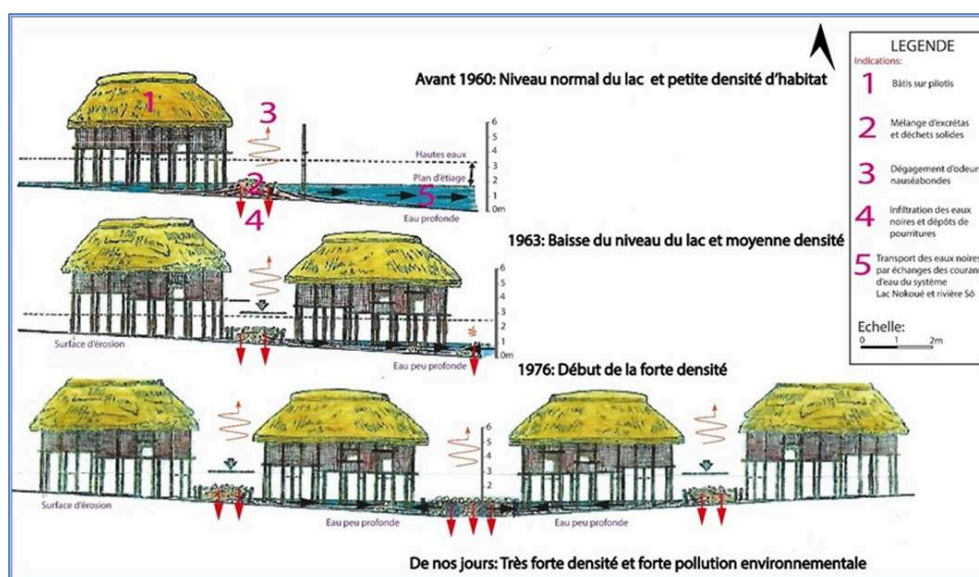 Avant 1960: Niveau normal du lac et petite densité d'habitat
1
3
2
4
5
Hautes eaux
Plan d'étiage
Eau profonde
6
5
4
3
2
1
0m
1963: Baisse du niveau du lac et moyenne densité
6
5
4
3
2
1
0m
Surface d'érosion
Eau peu profonde
1976: Début de la forte densité
6
5
4
3
2
Surface d'érosion
Eau peu profonde
Eau peu profonde
De nos jours: Très forte densité et forte pollution environnementale
LEGENDE
Indications:
1 Bâtis sur pilotis
2 Mélange d'excrétas
et déchets solides
3 Dégagement d'odeurs
nauséabondes
4 Infiltration des eaux
noires et dépôts de
pourritures
5 Transport des eaux noires
par échanges des courant
d'eau du système
Lac Nokoué et rivière Sô
Echelle:
0 1 2m